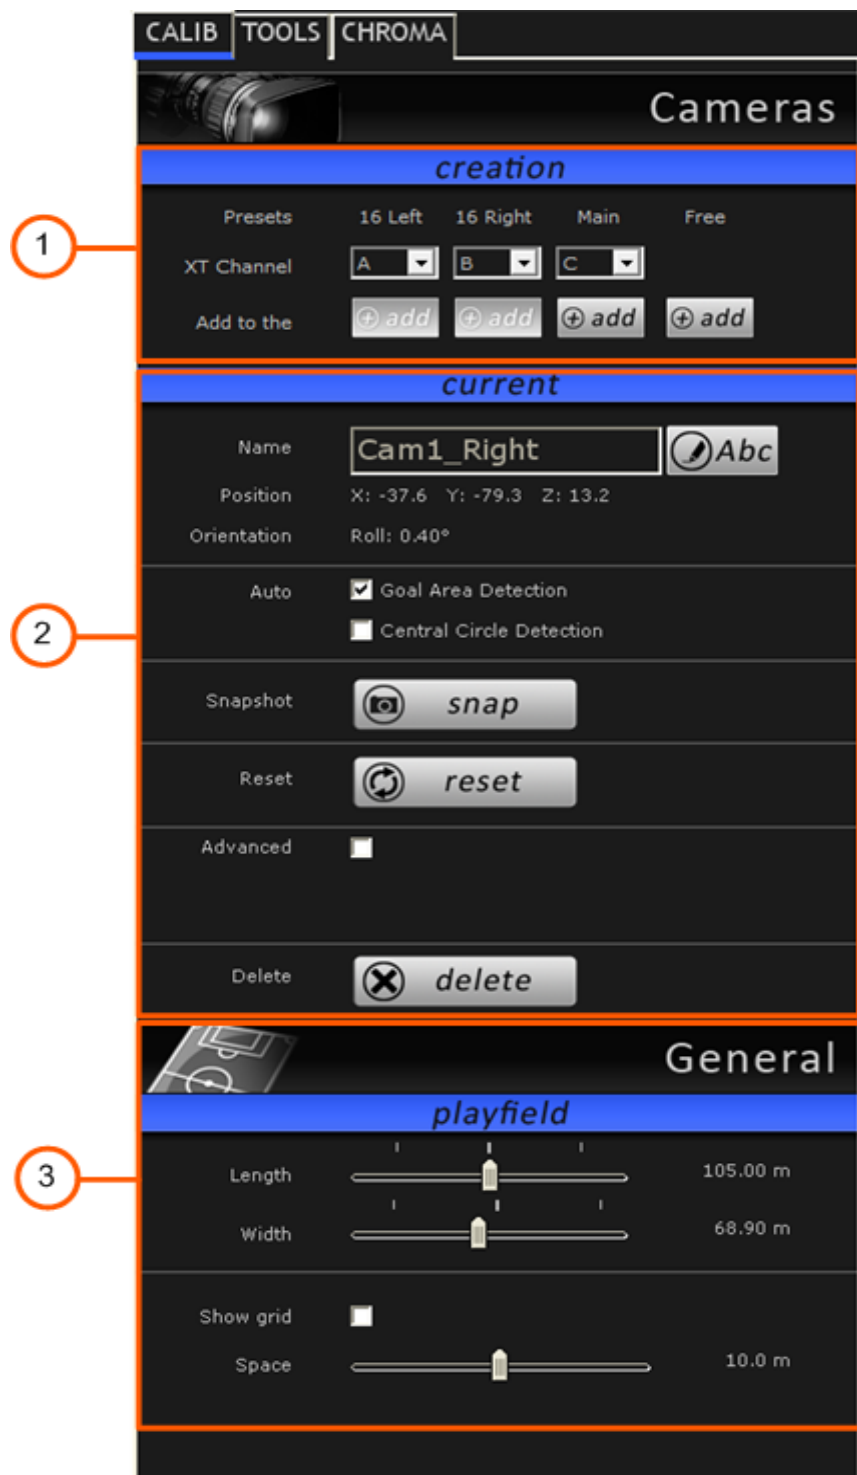 CALIB TOOLS CHROMA
Cameras
creation
1
Presets 16 Left 16 Right Main Free
XT Channel A B C
Add to the add add add add
current
Name Cam1_Right Abc
Position X: -37.6 Y: -79.3 Z: 13.2
Orientation Roll: 0.40°
Auto Goal Area Detection
2
Central Circle Detection
Snapshot snap
Reset reset
Advanced
Delete delete
General
playfield
3
Length 105.00 m
Width 68.90 m
Show grid
Space 10.0 m